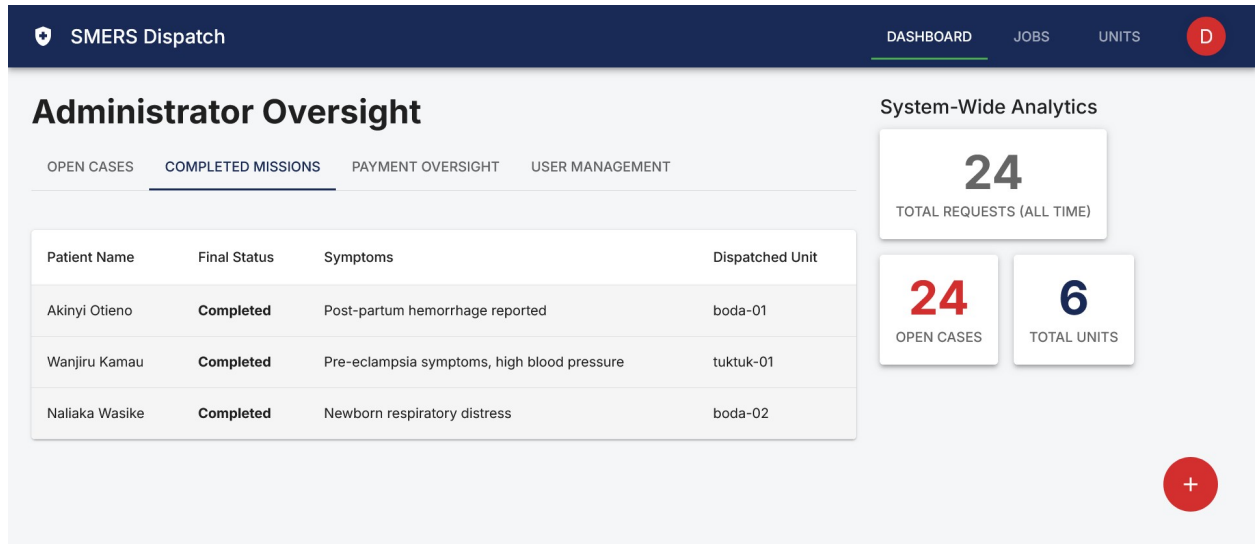 SMERS Dispatch
DASHBOARD JOBS UNITS D
Administrator Oversight
OPEN CASES COMPLETED MISSIONS PAYMENT OVERSIGHT USER MANAGEMENT
Patient Name Final Status Symptoms Dispatched Unit
Akinyi Otieno Completed Post-partum hemorrhage reported boda-01
Wanjiru Kamau Completed Pre-eclampsia symptoms, high blood pressure tuktuk-01
Naliaka Wasike Completed Newborn respiratory distress boda-02
System-Wide Analytics
24
TOTAL REQUESTS (ALL TIME)
24
OPEN CASES
6
TOTAL UNITS
+